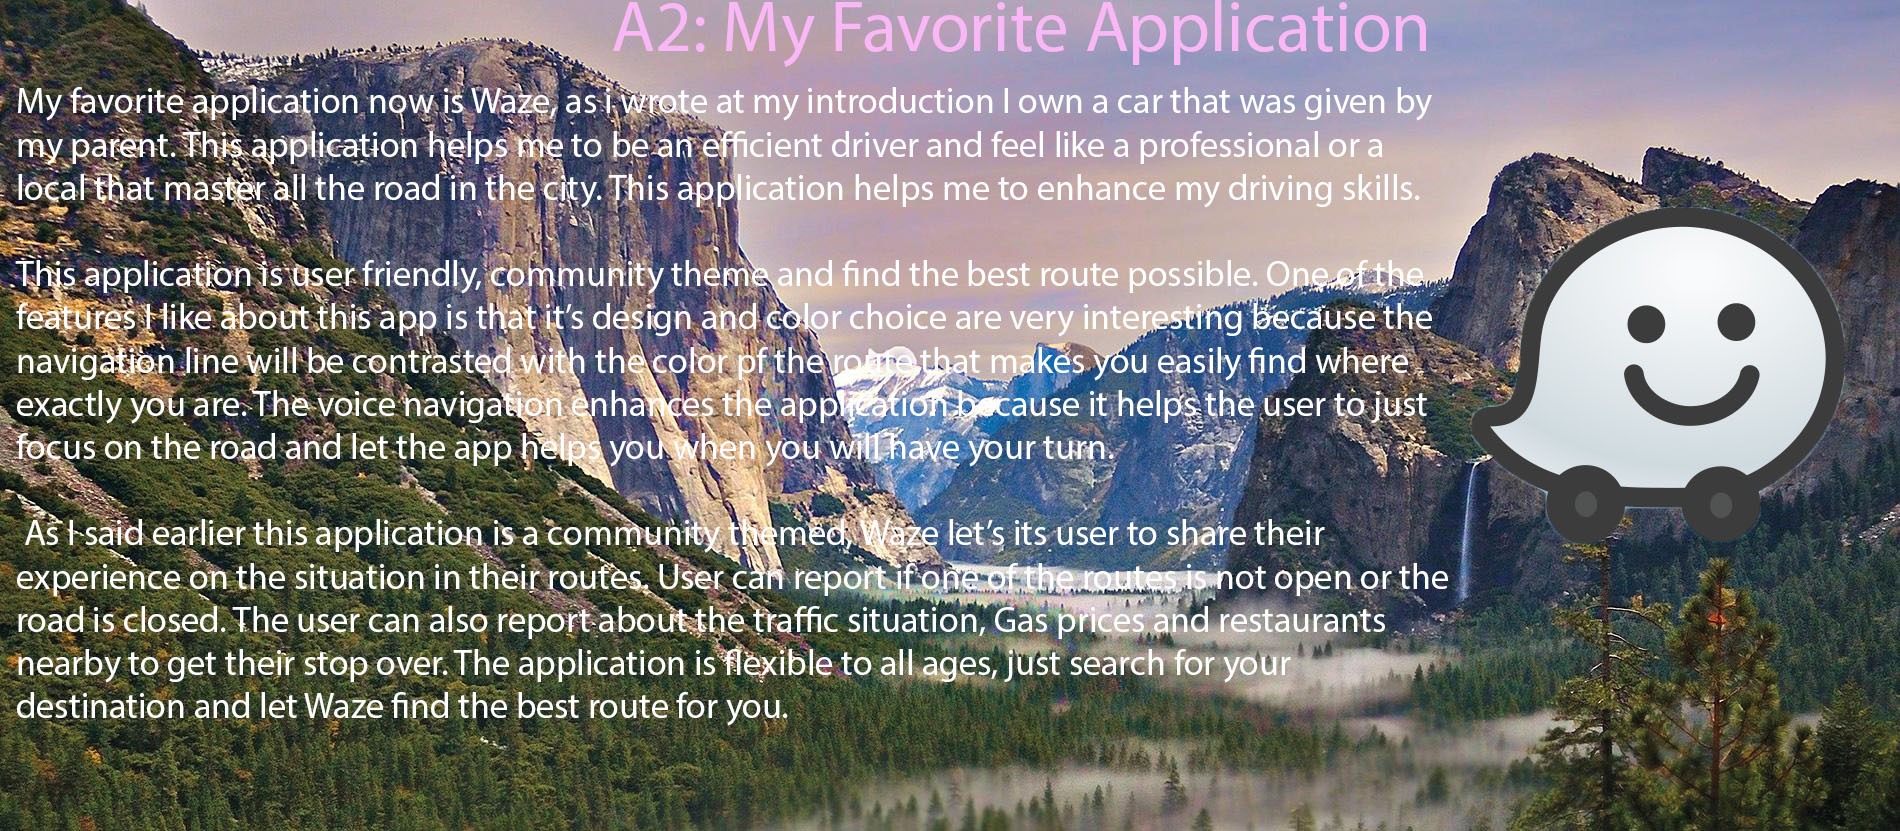 A2: My Favorite Application
My favorite application now is Waze, as i wrote at my introduction I own a car that was given by
my parent. This application helps me to be an efficient driver and feel like a professional or a
local that master all the road in the city. This application helps me to enhance my driving skills.
This application is user friendly, community theme and find the best route possible. One of the
features I like about this app is that it’s design and color choice are very interesting because the
navigation line will be contrasted with the color pf the route that makes you easily find where
exactly you are. The voice navigation enhances the application because it helps the user to just
focus on the road and let the app helps you when you will have your turn.
As I said earlier this application is a community themed, Waze let’s its user to share their
experience on the situation in their routes. User can report if one of the routes is not open or the
road is closed. The user can also report about the traffic situation, Gas prices and restaurants
nearby to get their stop over. The application is flexible to all ages, just search for your
destination and let Waze find the best route for you.